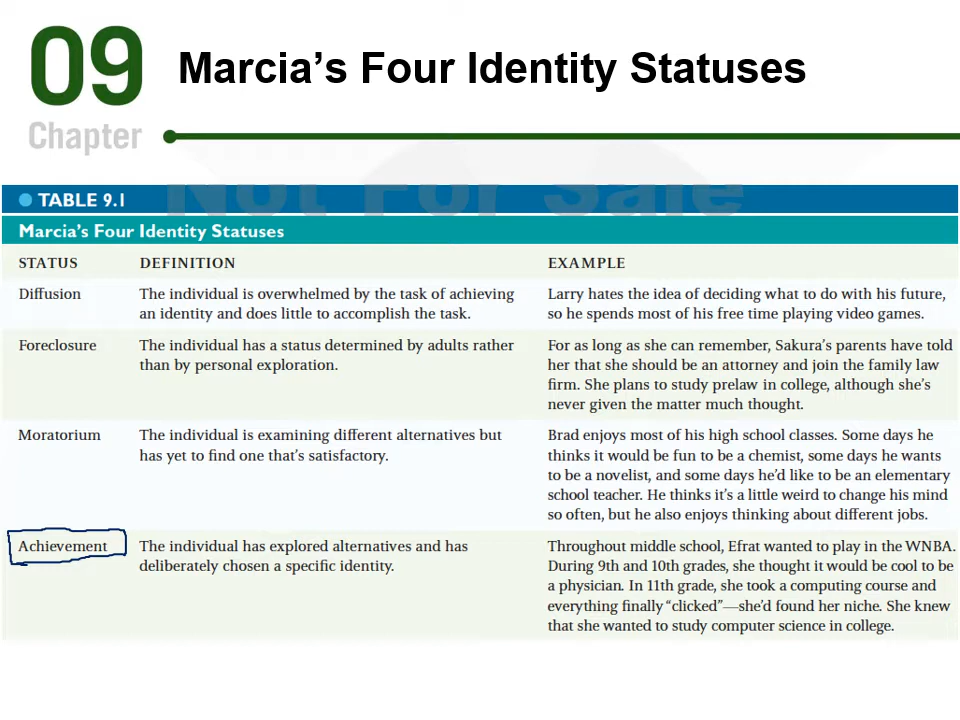 09
Chapter
Marcia’s Four Identity Statuses
Not For Sale
TABLE 9.1
Marcia’s Four Identity Statuses
STATUS DEFINITION EXAMPLE
Diffusion
The individual is overwhelmed by the task of achieving
an identity and does little to accomplish the task.
Larry hates the idea of deciding what to do with his future,
so he spends most of his free time playing video games.
Foreclosure
The individual has a status determined by adults rather
than by personal exploration.
For as long as she can remember, Sakura’s parents have told
her that she should be an attorney and join the family law
firm. She plans to study prelaw in college, although she’s
never given the matter much thought.
Moratorium
The individual is examining different alternatives but
has yet to find one that’s satisfactory.
Brad enjoys most of his high school classes. Some days he
thinks it would be fun to be a chemist, some days he wants
to be a novelist, and some days he’d like to be an elementary
school teacher. He thinks it’s a little weird to change his mind
so often, but he also enjoys thinking about different jobs.
Achievement
The individual has explored alternatives and has
deliberately chosen a specific identity.
Throughout middle school, Efrat wanted to play in the WNBA.
During 9th and 10th grades, she thought it would be cool to be
a physician. In 11th grade, she took a computing course and
everything finally “clicked”—she’d found her niche. She knew
that she wanted to study computer science in college.